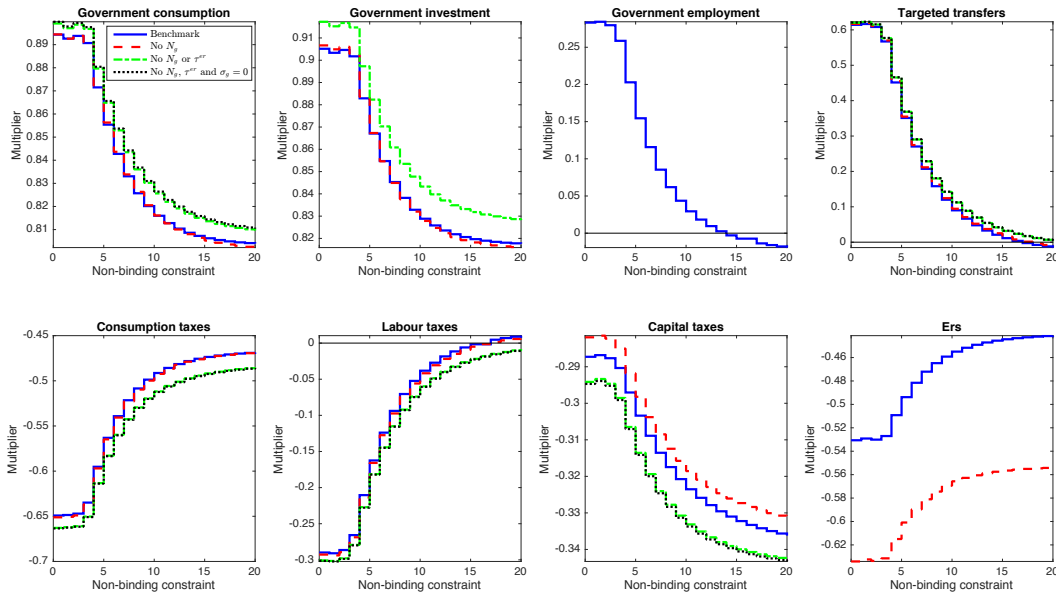 Government consumption
Government investment
Government employment
Targeted transfers
Benchmark
No $N_g$
No $N_g$ or $\tau^{er}$
No $N_g$, $\tau^{er}$ and $\sigma_g = 0$
Multiplier
0.89
0.88
0.87
0.86
0.85
0.84
0.83
0.82
0.81
0 5 10 15 20
Non-binding constraint
Multiplier
0.91
0.9
0.89
0.88
0.87
0.86
0.85
0.84
0.83
0.82
0 5 10 15 20
Non-binding constraint
Multiplier
0.25
0.2
0.15
0.1
0.05
0
0 5 10 15 20
Non-binding constraint
Multiplier
0.6
0.5
0.4
0.3
0.2
0.1
0
0 5 10 15 20
Non-binding constraint
Consumption taxes
Labour taxes
Capital taxes
Ers
Multiplier
-0.45
-0.5
-0.55
-0.6
-0.65
-0.7
0 5 10 15 20
Non-binding constraint
Multiplier
0
-0.05
-0.1
-0.15
-0.2
-0.25
-0.3
0 5 10 15 20
Non-binding constraint
Multiplier
-0.29
-0.3
-0.31
-0.32
-0.33
-0.34
0 5 10 15 20
Non-binding constraint
Multiplier
-0.46
-0.48
-0.5
-0.52
-0.54
-0.56
-0.58
-0.6
-0.62
0 5 10 15 20
Non-binding constraint